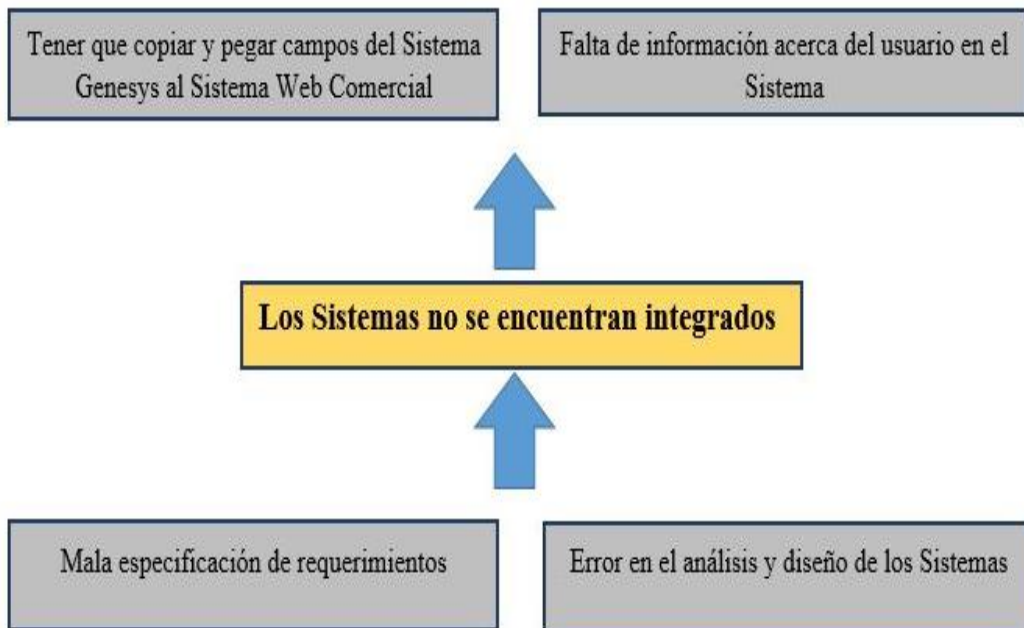 Tener que copiar y pegar campos del Sistema
Genesys al Sistema Web Comercial
Falta de información acerca del usuario en el
Sistema
Los Sistemas no se encuentran integrados
Mala especificación de requerimientos
Error en el análisis y diseño de los Sistemas